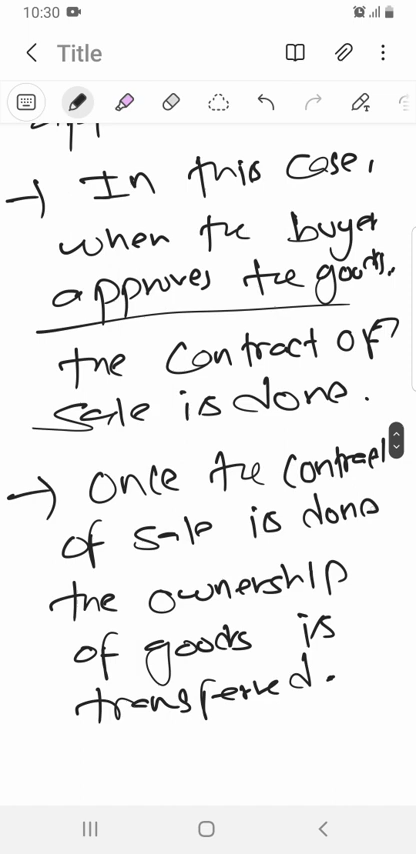 10:30
Title
→ In this case,
when the buyer
approves the goods,
the contract of
sale is done.
→ Once the contract
of sale is done
the ownership
of goods is
transferred.